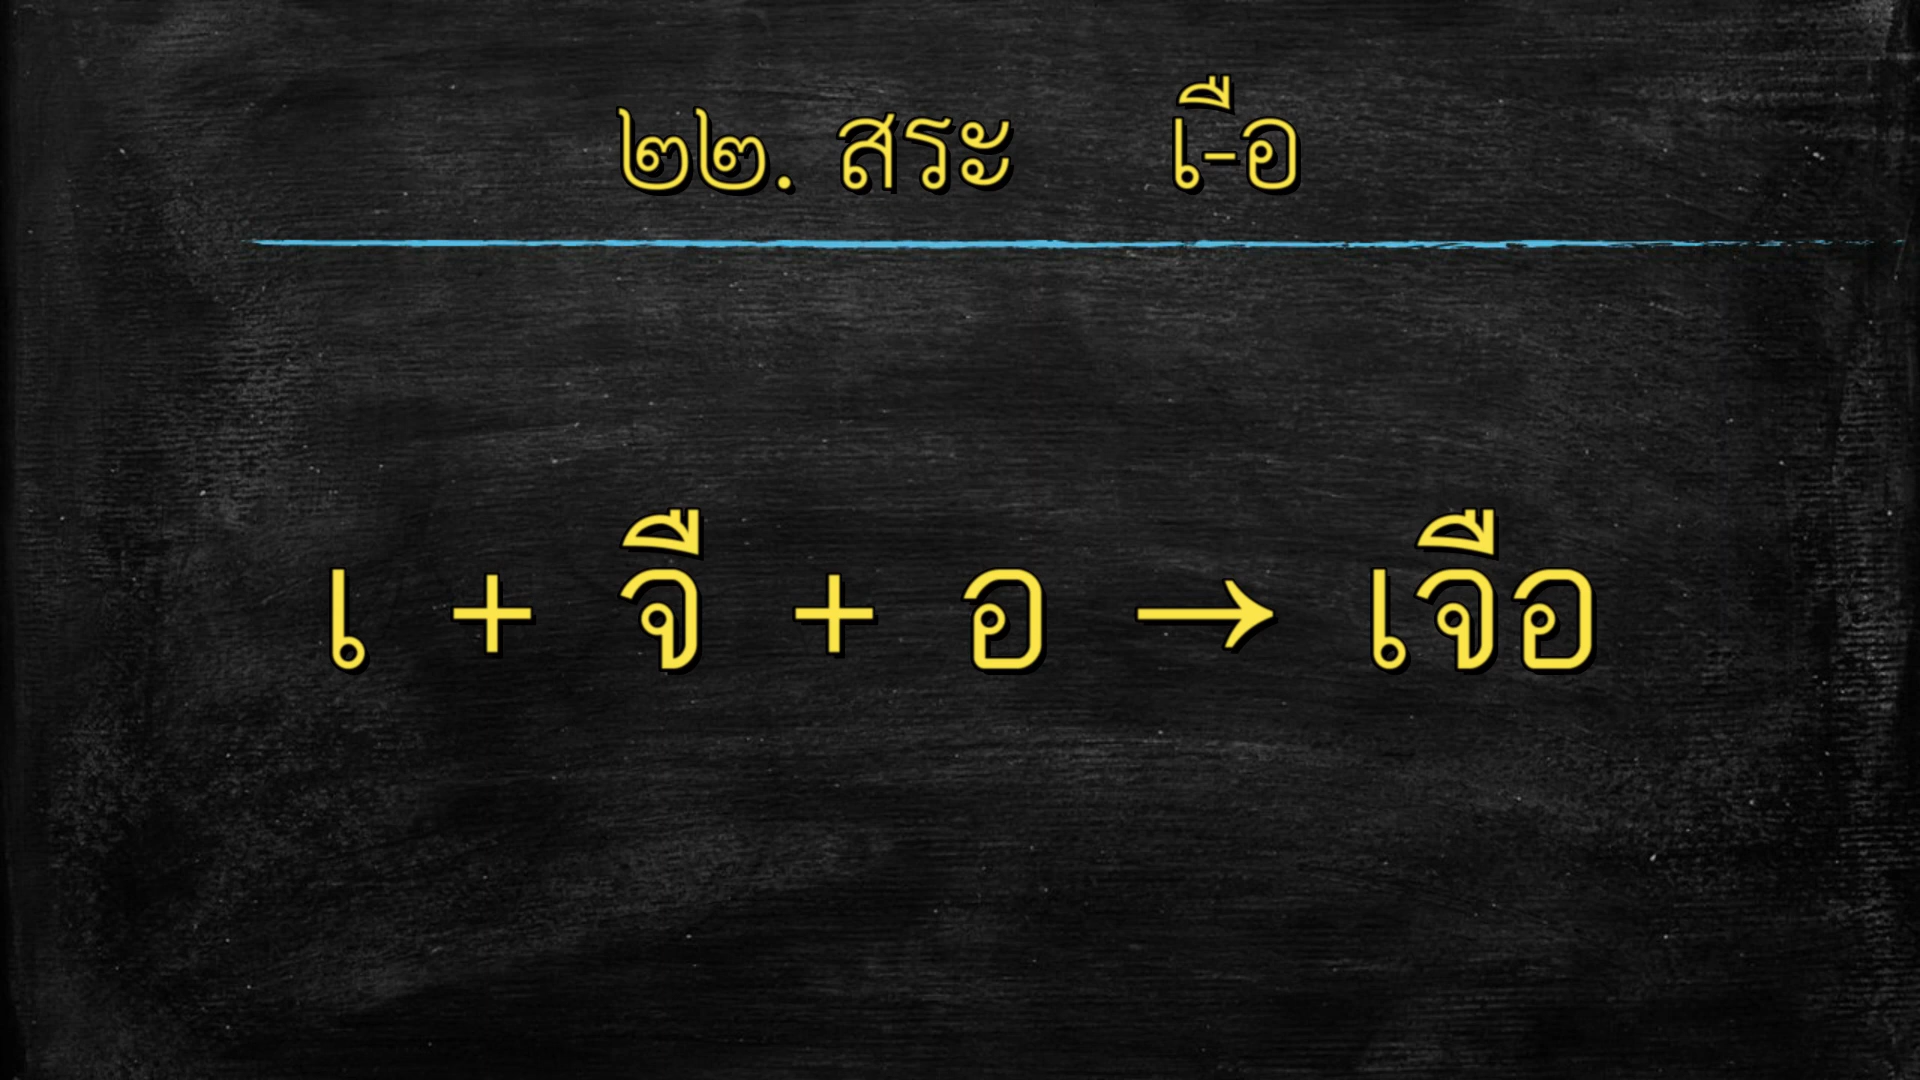 ๒๒. สระ เ-ือ
เ + จื + อ → เจือ